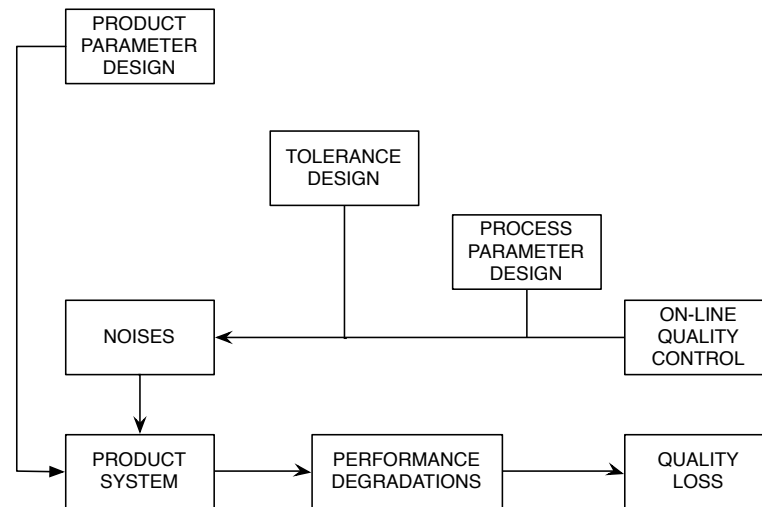 PRODUCT
PARAMETER
DESIGN
TOLERANCE
DESIGN
PROCESS
PARAMETER
DESIGN
NOISES
ON-LINE
QUALITY
CONTROL
PRODUCT
SYSTEM
PERFORMANCE
DEGRADATIONS
QUALITY
LOSS